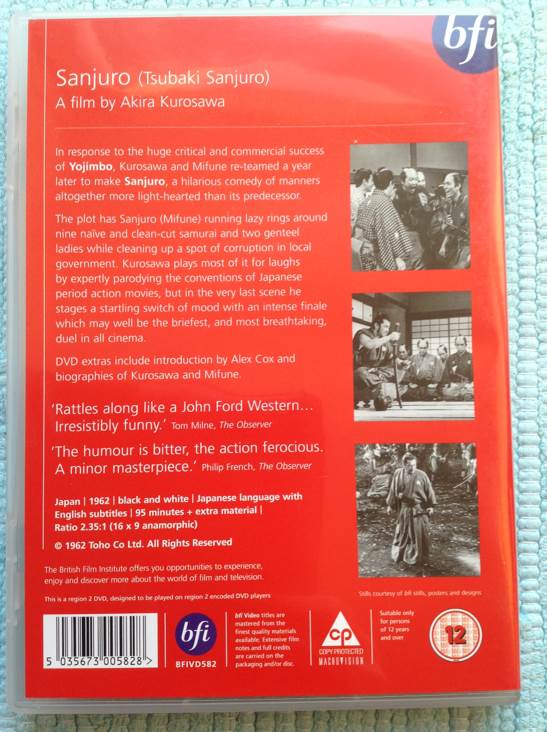 bfi
Sanjuro (Tsubaki Sanjuro)
A film by Akira Kurosawa
In response to the huge critical and commercial success
of Yojimbo, Kurosawa and Mifune re-teamed a year
later to make Sanjuro, a hilarious comedy of manners
altogether more light-hearted than its predecessor.
The plot has Sanjuro (Mifune) running lazy rings around
nine naïve and clean-cut samurai and two genteel
ladies while cleaning up a spot of corruption in local
government. Kurosawa plays most of it for laughs
by expertly parodying the conventions of Japanese
period action movies, but in the very last scene he
stages a startling switch of mood with an intense finale
which may well be the briefest, and most breathtaking,
duel in all cinema.
DVD extras include introduction by Alex Cox and
biographies of Kurosawa and Mifune.
‘Rattles along like a John Ford Western...
Irresistibly funny.’ Tom Milne, The Observer
‘The humour is bitter, the action ferocious.
A minor masterpiece.’ Philip French, The Observer
Japan | 1962 | black and white | Japanese language with
English subtitles | 95 minutes + extra material |
Ratio 2.35:1 (16 x 9 anamorphic)
© 1962 Toho Co Ltd. All Rights Reserved
The British Film Institute offers you opportunities to experience,
enjoy and discover more about the world of film and television.
Stills courtesy of bfi stills, posters and designs
This is a region 2 DVD, designed to be played on region 2 encoded DVD players
5 035673 005828 >
bfi
BFIVD582
bfi Video titles are
mastered from the
finest quality materials
available. Extensive film
notes and full credits
are carried on the
packaging and/or disc.
CP
COPY PROTECTED
MACROVISION
Suitable only
for persons
of 12 years
and over
12